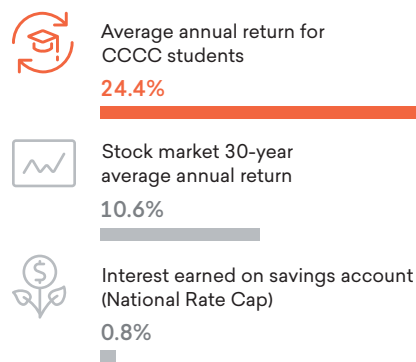 Average annual return for
CCCC students
24.4%
Stock market 30-year
average annual return
10.6%
Interest earned on savings account
(National Rate Cap)
0.8%